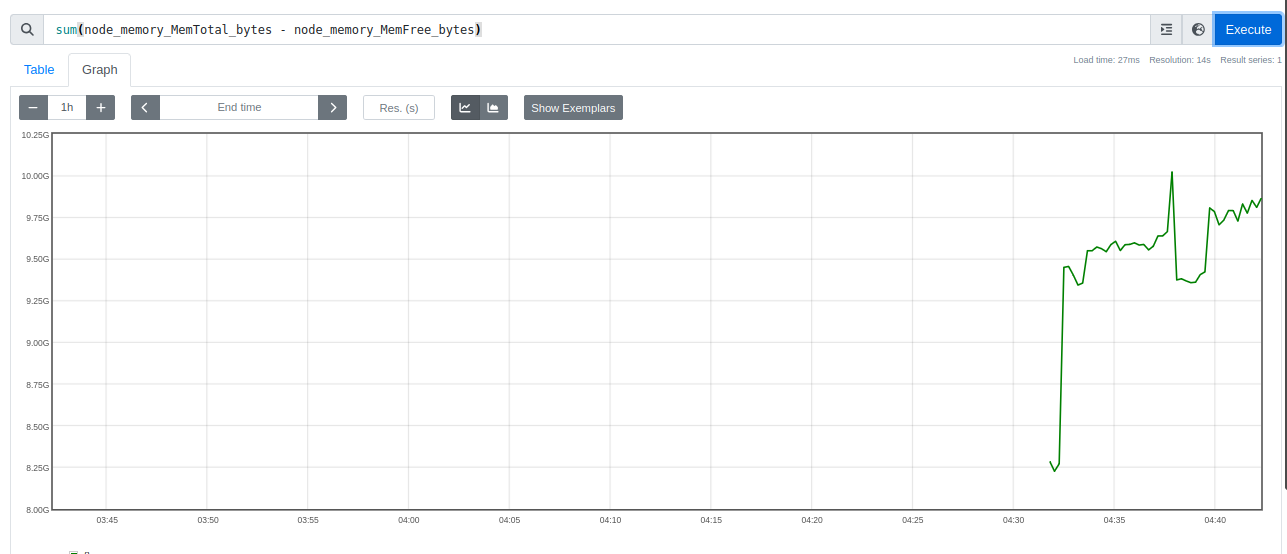 sum(node_memory_MemTotal_bytes - node_memory_MemFree_bytes)
Execute
Table
Graph
Load time: 27ms Resolution: 14s Result series: 1
1h
End time
Res. (s)
Show Exemplars
10.25G
10.00G
9.75G
9.50G
9.25G
9.00G
8.75G
8.50G
8.25G
8.00G
03:45 03:50 03:55 04:00 04:05 04:10 04:15 04:20 04:25 04:30 04:35 04:40